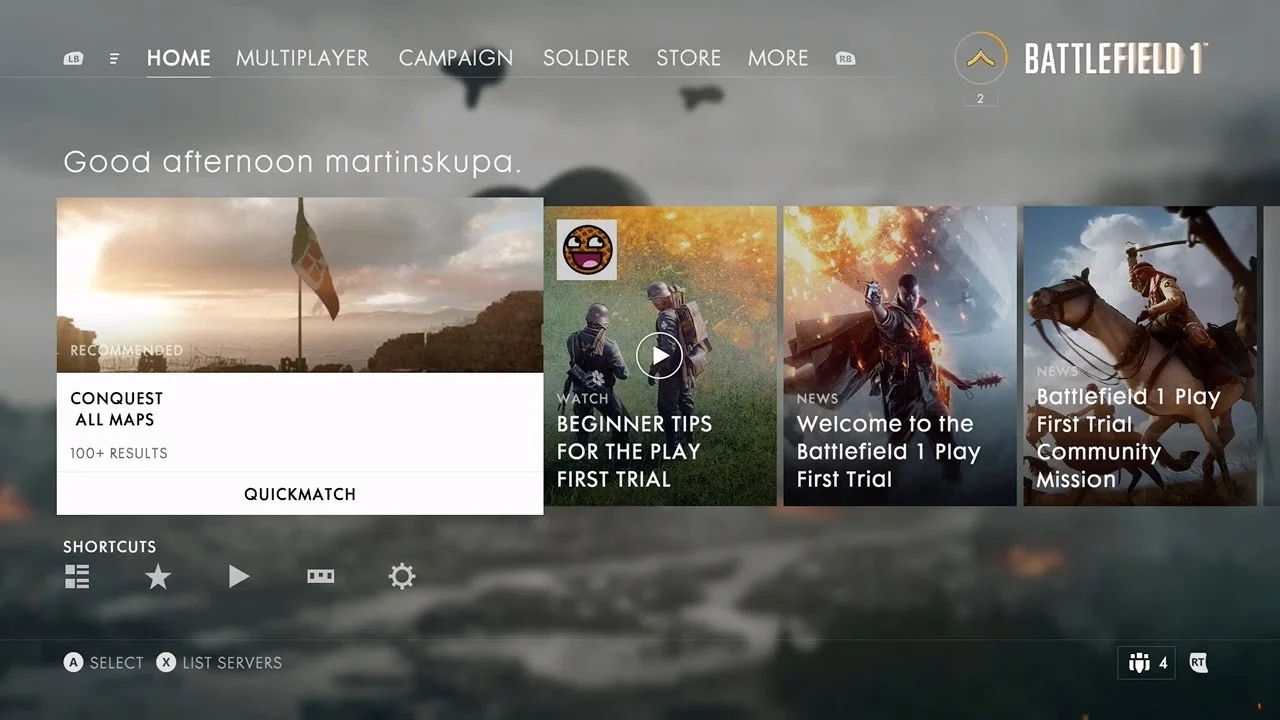 LB HOME MULTIPLAYER CAMPAIGN SOLDIER STORE MORE RB
BATTLEFIELD 1™
2
Good afternoon martinskupa.
RECOMMENDED
CONQUEST
ALL MAPS
100+ RESULTS
QUICKMATCH
WATCH
BEGINNER TIPS
FOR THE PLAY
FIRST TRIAL
NEWS
Welcome to the
Battlefield 1 Play
First Trial
NEWS
Battlefield 1 Play
First Trial
Community
Mission
SHORTCUTS
A SELECT X LIST SERVERS
4 RT